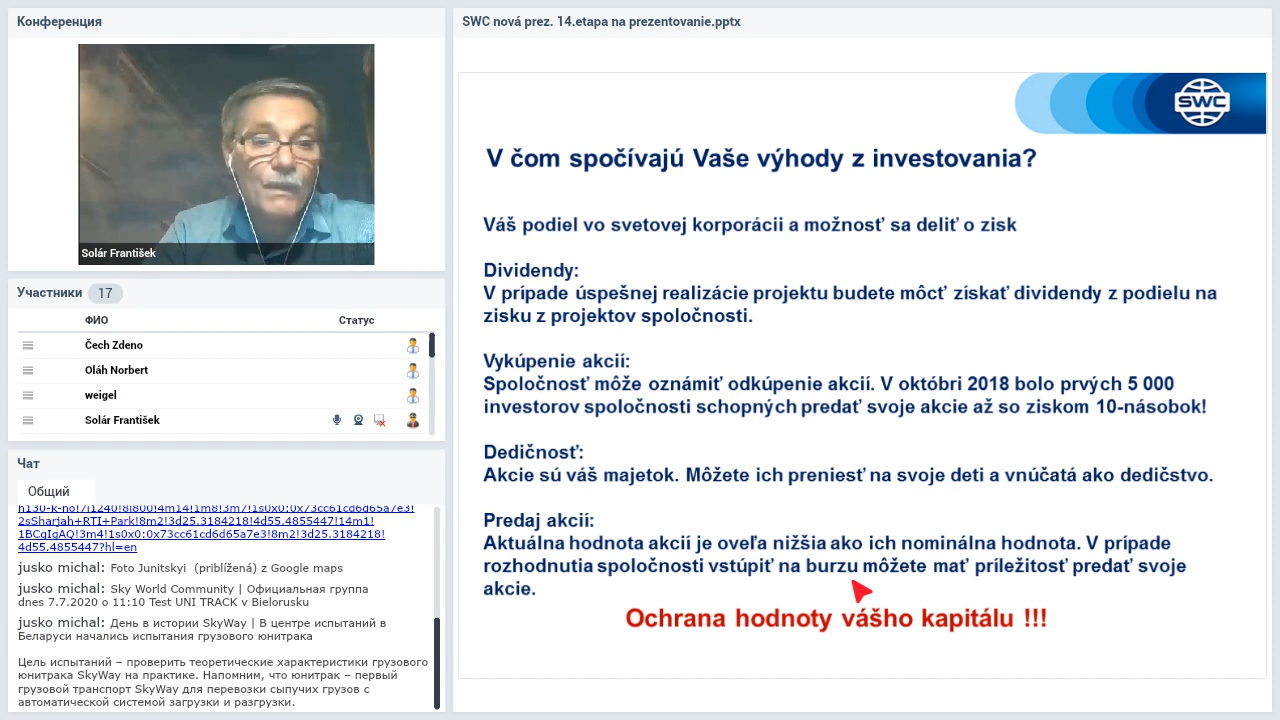 Конференция
Solár František
Участники 17
ФИО Статус
Čech Zdeno
Oláh Norbert
weigel
Solár František
Чат
Общий
h130-k-no!7i1240!8i800!4m14!1m8!3m7!1s0x0:0x73cc61cd6d65a7e3!
2sSharjah+RTI+Park!8m2!3d25.3184218!4d55.4855447!14m1!
1BCgIgAQ!3m4!1s0x0:0x73cc61cd6d65a7e3!8m2!3d25.3184218!
4d55.4855447?hl=en
jusko michal: Foto Junitskyi (priblížená) z Google maps
jusko michal: Sky World Community | Официальная группа
dnes 7.7.2020 o 11:10 Test UNI TRACK v Bielorusku
jusko michal: День в истории SkyWay | В центре испытаний в
Беларуси начались испытания грузового юнитрака
Цель испытаний – проверить теоретические характеристики грузового
юнитрака SkyWay на практике. Напомним, что юнитрак – первый
грузовой транспорт SkyWay для перевозки сыпучих грузов с
автоматической системой загрузки и разгрузки.
SWC nová prez. 14.etapa na prezentovanie.pptx
SWC
V čom spočívajú Vaše výhody z investovania?
Váš podiel vo svetovej korporácii a možnosť sa deliť o zisk
Dividendy:
V prípade úspešnej realizácie projektu budete môcť získať dividendy z podielu na
zisku z projektov spoločnosti.
Vykúpenie akcií:
Spoločnosť môže oznámiť odkúpenie akcií. V októbri 2018 bolo prvých 5 000
investorov spoločnosti schopných predať svoje akcie až so ziskom 10-násobok!
Dedičnosť:
Akcie sú váš majetok. Môžete ich preniesť na svoje deti a vnúčatá ako dedičstvo.
Predaj akcií:
Aktuálna hodnota akcií je oveľa nižšia ako ich nominálna hodnota. V prípade
rozhodnutia spoločnosti vstúpiť na burzu môžete mať príležitosť predať svoje
akcie.
Ochrana hodnoty vášho kapitálu !!!